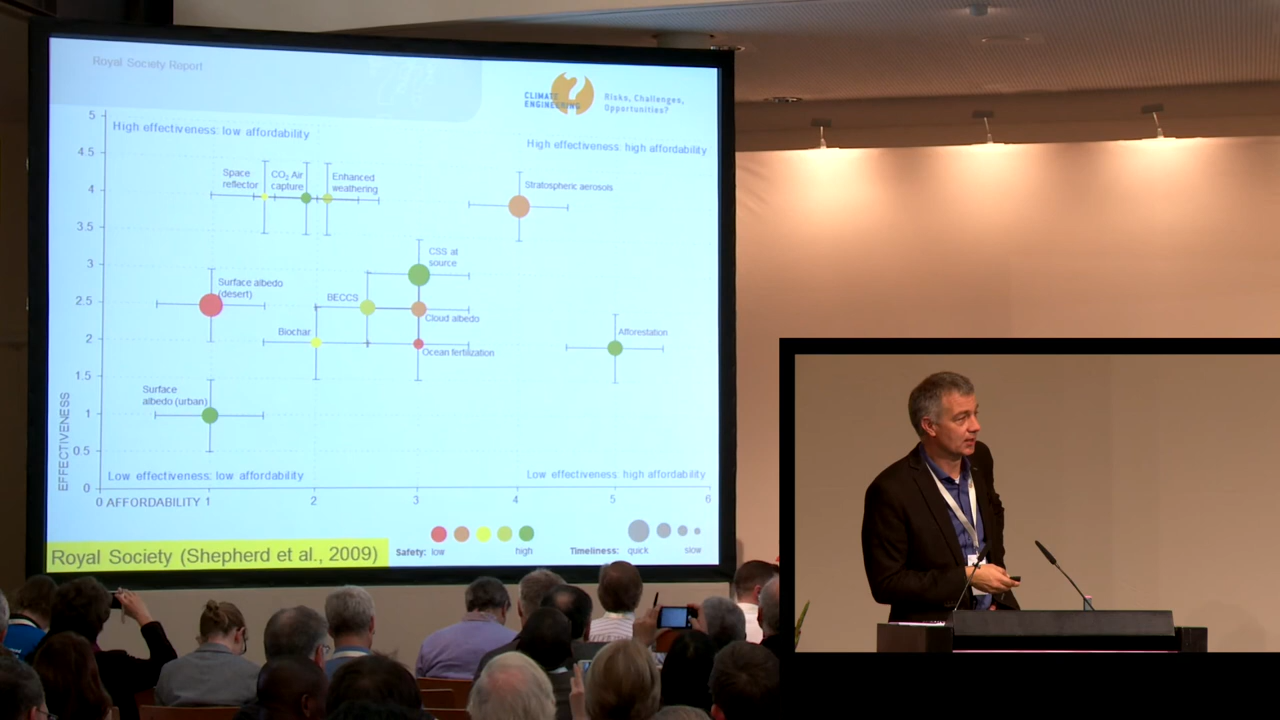 Royal Society Report
CLIMATE
ENGINEERING
Risks, Challenges,
Opportunities?
5
High effectiveness: low affordability
High effectiveness: high affordability
4.5
Space
reflector
CO2 Air
capture
Enhanced
weathering
Stratospheric aerosols
4
3.5
3
CSS at
source
Surface albedo
(desert)
2.5
BECCS
Cloud albedo
2
Biochar
Ocean fertilization
Afforestation
1.5
Surface
albedo (urban)
1
0.5
EFFECTIVENESS
Low effectiveness: low affordability
Low effectiveness: high affordability
0
0 AFFORDABILITY 1 2 3 4 5 6
Royal Society (Shepherd et al., 2009)
Safety: low high
Timeliness: quick slow